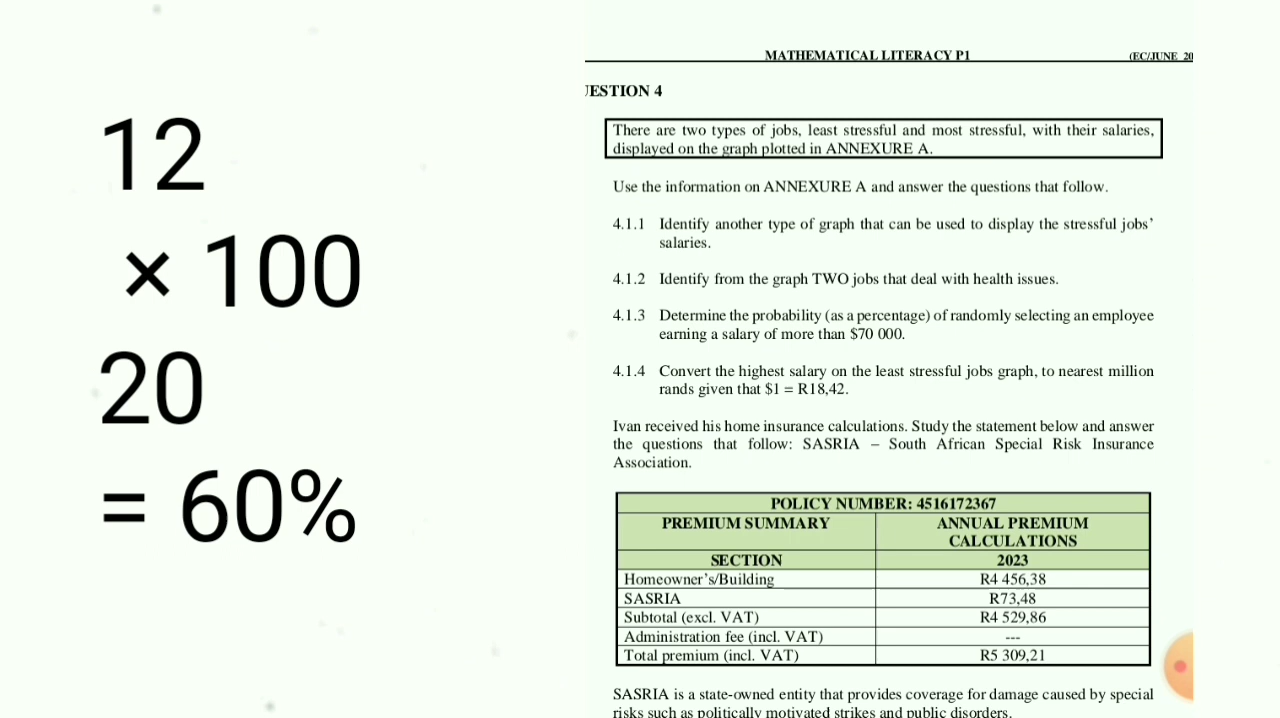 12
× 100
20
= 60%
MATHEMATICAL LITERACY P1 (EC/JUNE 20
UESTION 4
There are two types of jobs, least stressful and most stressful, with their salaries,
displayed on the graph plotted in ANNEXURE A.
Use the information on ANNEXURE A and answer the questions that follow.
4.1.1 Identify another type of graph that can be used to display the stressful jobs’
salaries.
4.1.2 Identify from the graph TWO jobs that deal with health issues.
4.1.3 Determine the probability (as a percentage) of randomly selecting an employee
earning a salary of more than $70 000.
4.1.4 Convert the highest salary on the least stressful jobs graph, to nearest million
rands given that $1 = R18,42.
Ivan received his home insurance calculations. Study the statement below and answer
the questions that follow: SASRIA – South African Special Risk Insurance
Association.
POLICY NUMBER: 4516172367
PREMIUM SUMMARY ANNUAL PREMIUM
CALCULATIONS
SECTION 2023
Homeowner’s/Building R4 456,38
SASRIA R73,48
Subtotal (excl. VAT) R4 529,86
Administration fee (incl. VAT) ---
Total premium (incl. VAT) R5 309,21
SASRIA is a state-owned entity that provides coverage for damage caused by special
risks such as politically motivated strikes and public disorders.